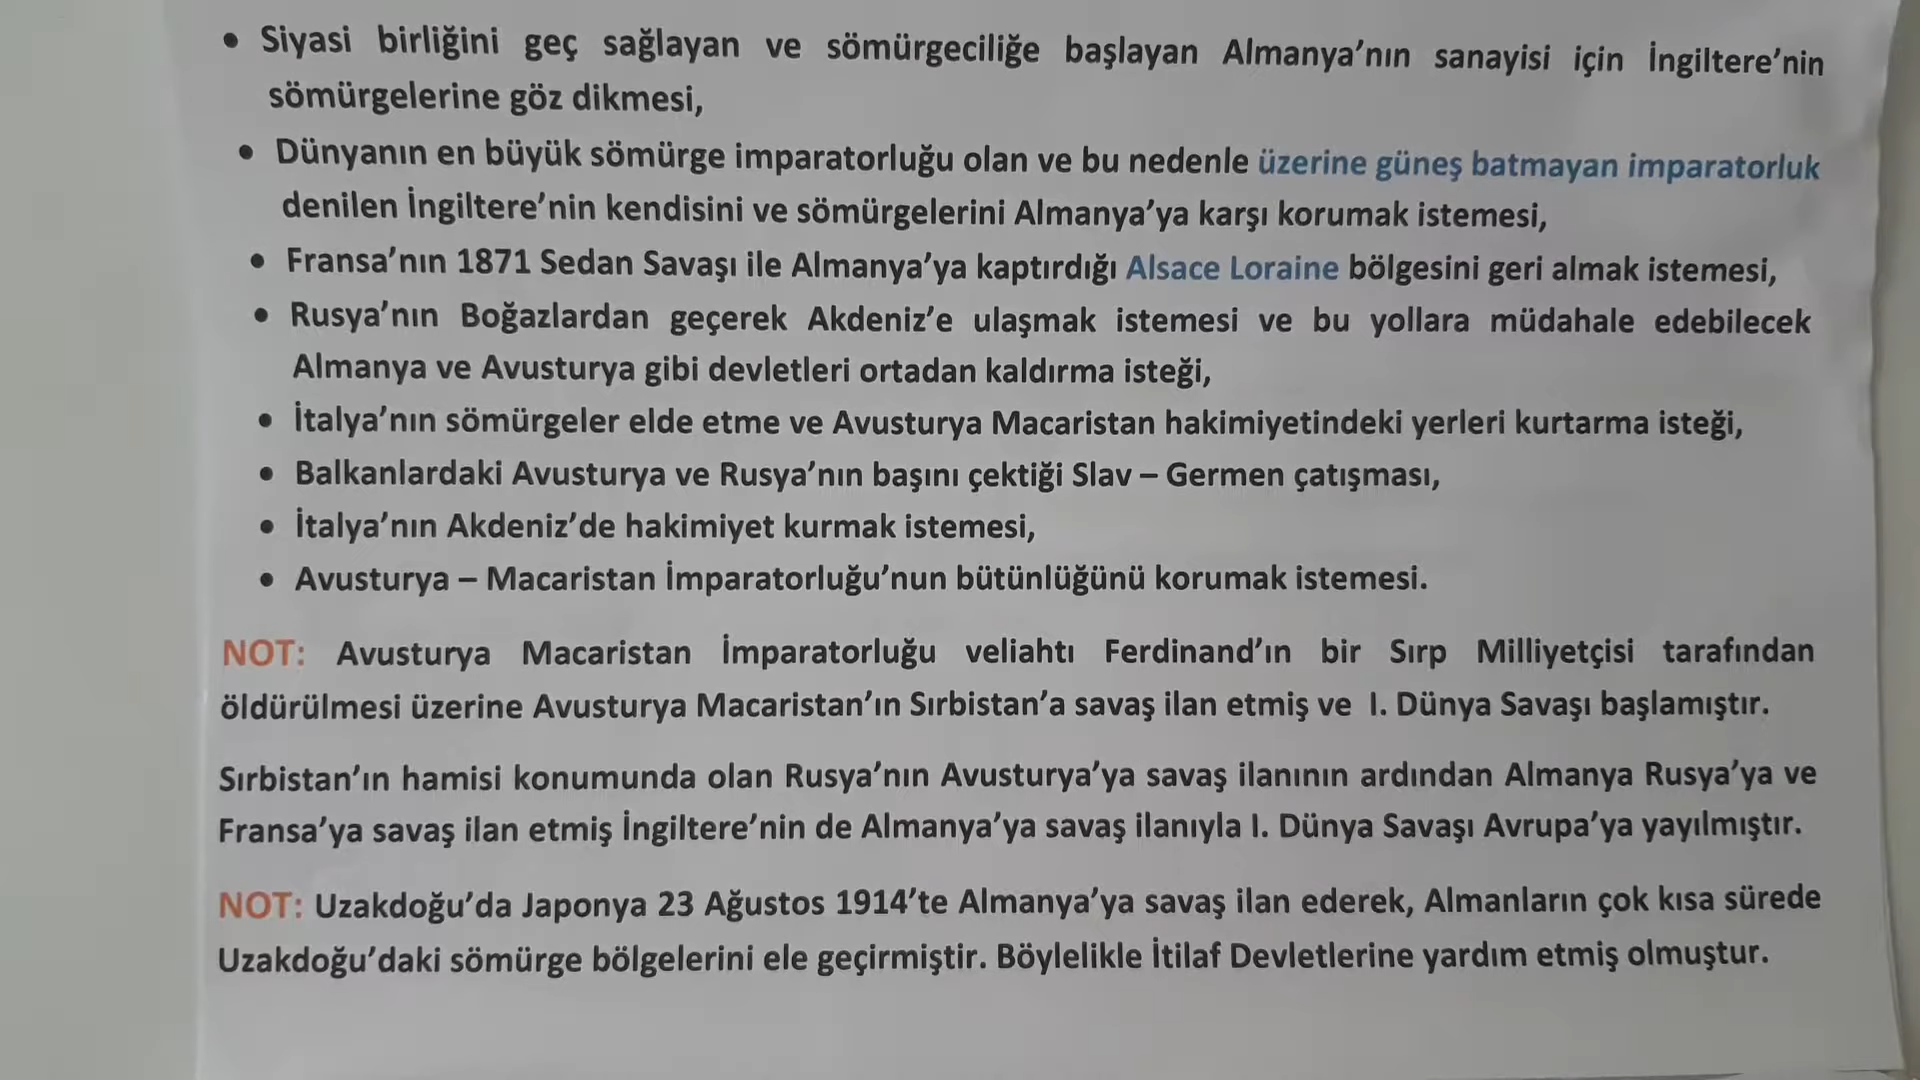 • Siyasi birliğini geç sağlayan ve sömürgeciliğe başlayan Almanya’nın sanayisi için İngiltere’nin
sömürgelerine göz dikmesi,
• Dünyanın en büyük sömürge imparatorluğu olan ve bu nedenle üzerine güneş batmayan imparatorluk
denilen İngiltere’nin kendisini ve sömürgelerini Almanya’ya karşı korumak istemesi,
• Fransa’nın 1871 Sedan Savaşı ile Almanya’ya kaptırdığı Alsace Loraine bölgesini geri almak istemesi,
• Rusya’nın Boğazlardan geçerek Akdeniz’e ulaşmak istemesi ve bu yollara müdahale edebilecek
Almanya ve Avusturya gibi devletleri ortadan kaldırma isteği,
• İtalya’nın sömürgeler elde etme ve Avusturya Macaristan hakimiyetindeki yerleri kurtarma isteği,
• Balkanlardaki Avusturya ve Rusya’nın başını çektiği Slav – Germen çatışması,
• İtalya’nın Akdeniz’de hakimiyet kurmak istemesi,
• Avusturya – Macaristan İmparatorluğu’nun bütünlüğünü korumak istemesi.
NOT: Avusturya Macaristan İmparatorluğu veliahtı Ferdinand’ın bir Sırp Milliyetçisi tarafından
öldürülmesi üzerine Avusturya Macaristan’ın Sırbistan’a savaş ilan etmiş ve I. Dünya Savaşı başlamıştır.
Sırbistan’ın hamisi konumunda olan Rusya’nın Avusturya’ya savaş ilanının ardından Almanya Rusya’ya ve
Fransa’ya savaş ilan etmiş İngiltere’nin de Almanya’ya savaş ilanıyla I. Dünya Savaşı Avrupa’ya yayılmıştır.
NOT: Uzakdoğu’da Japonya 23 Ağustos 1914’te Almanya’ya savaş ilan ederek, Almanların çok kısa sürede
Uzakdoğu’daki sömürge bölgelerini ele geçirmiştir. Böylelikle İtilaf Devletlerine yardım etmiş olmuştur.